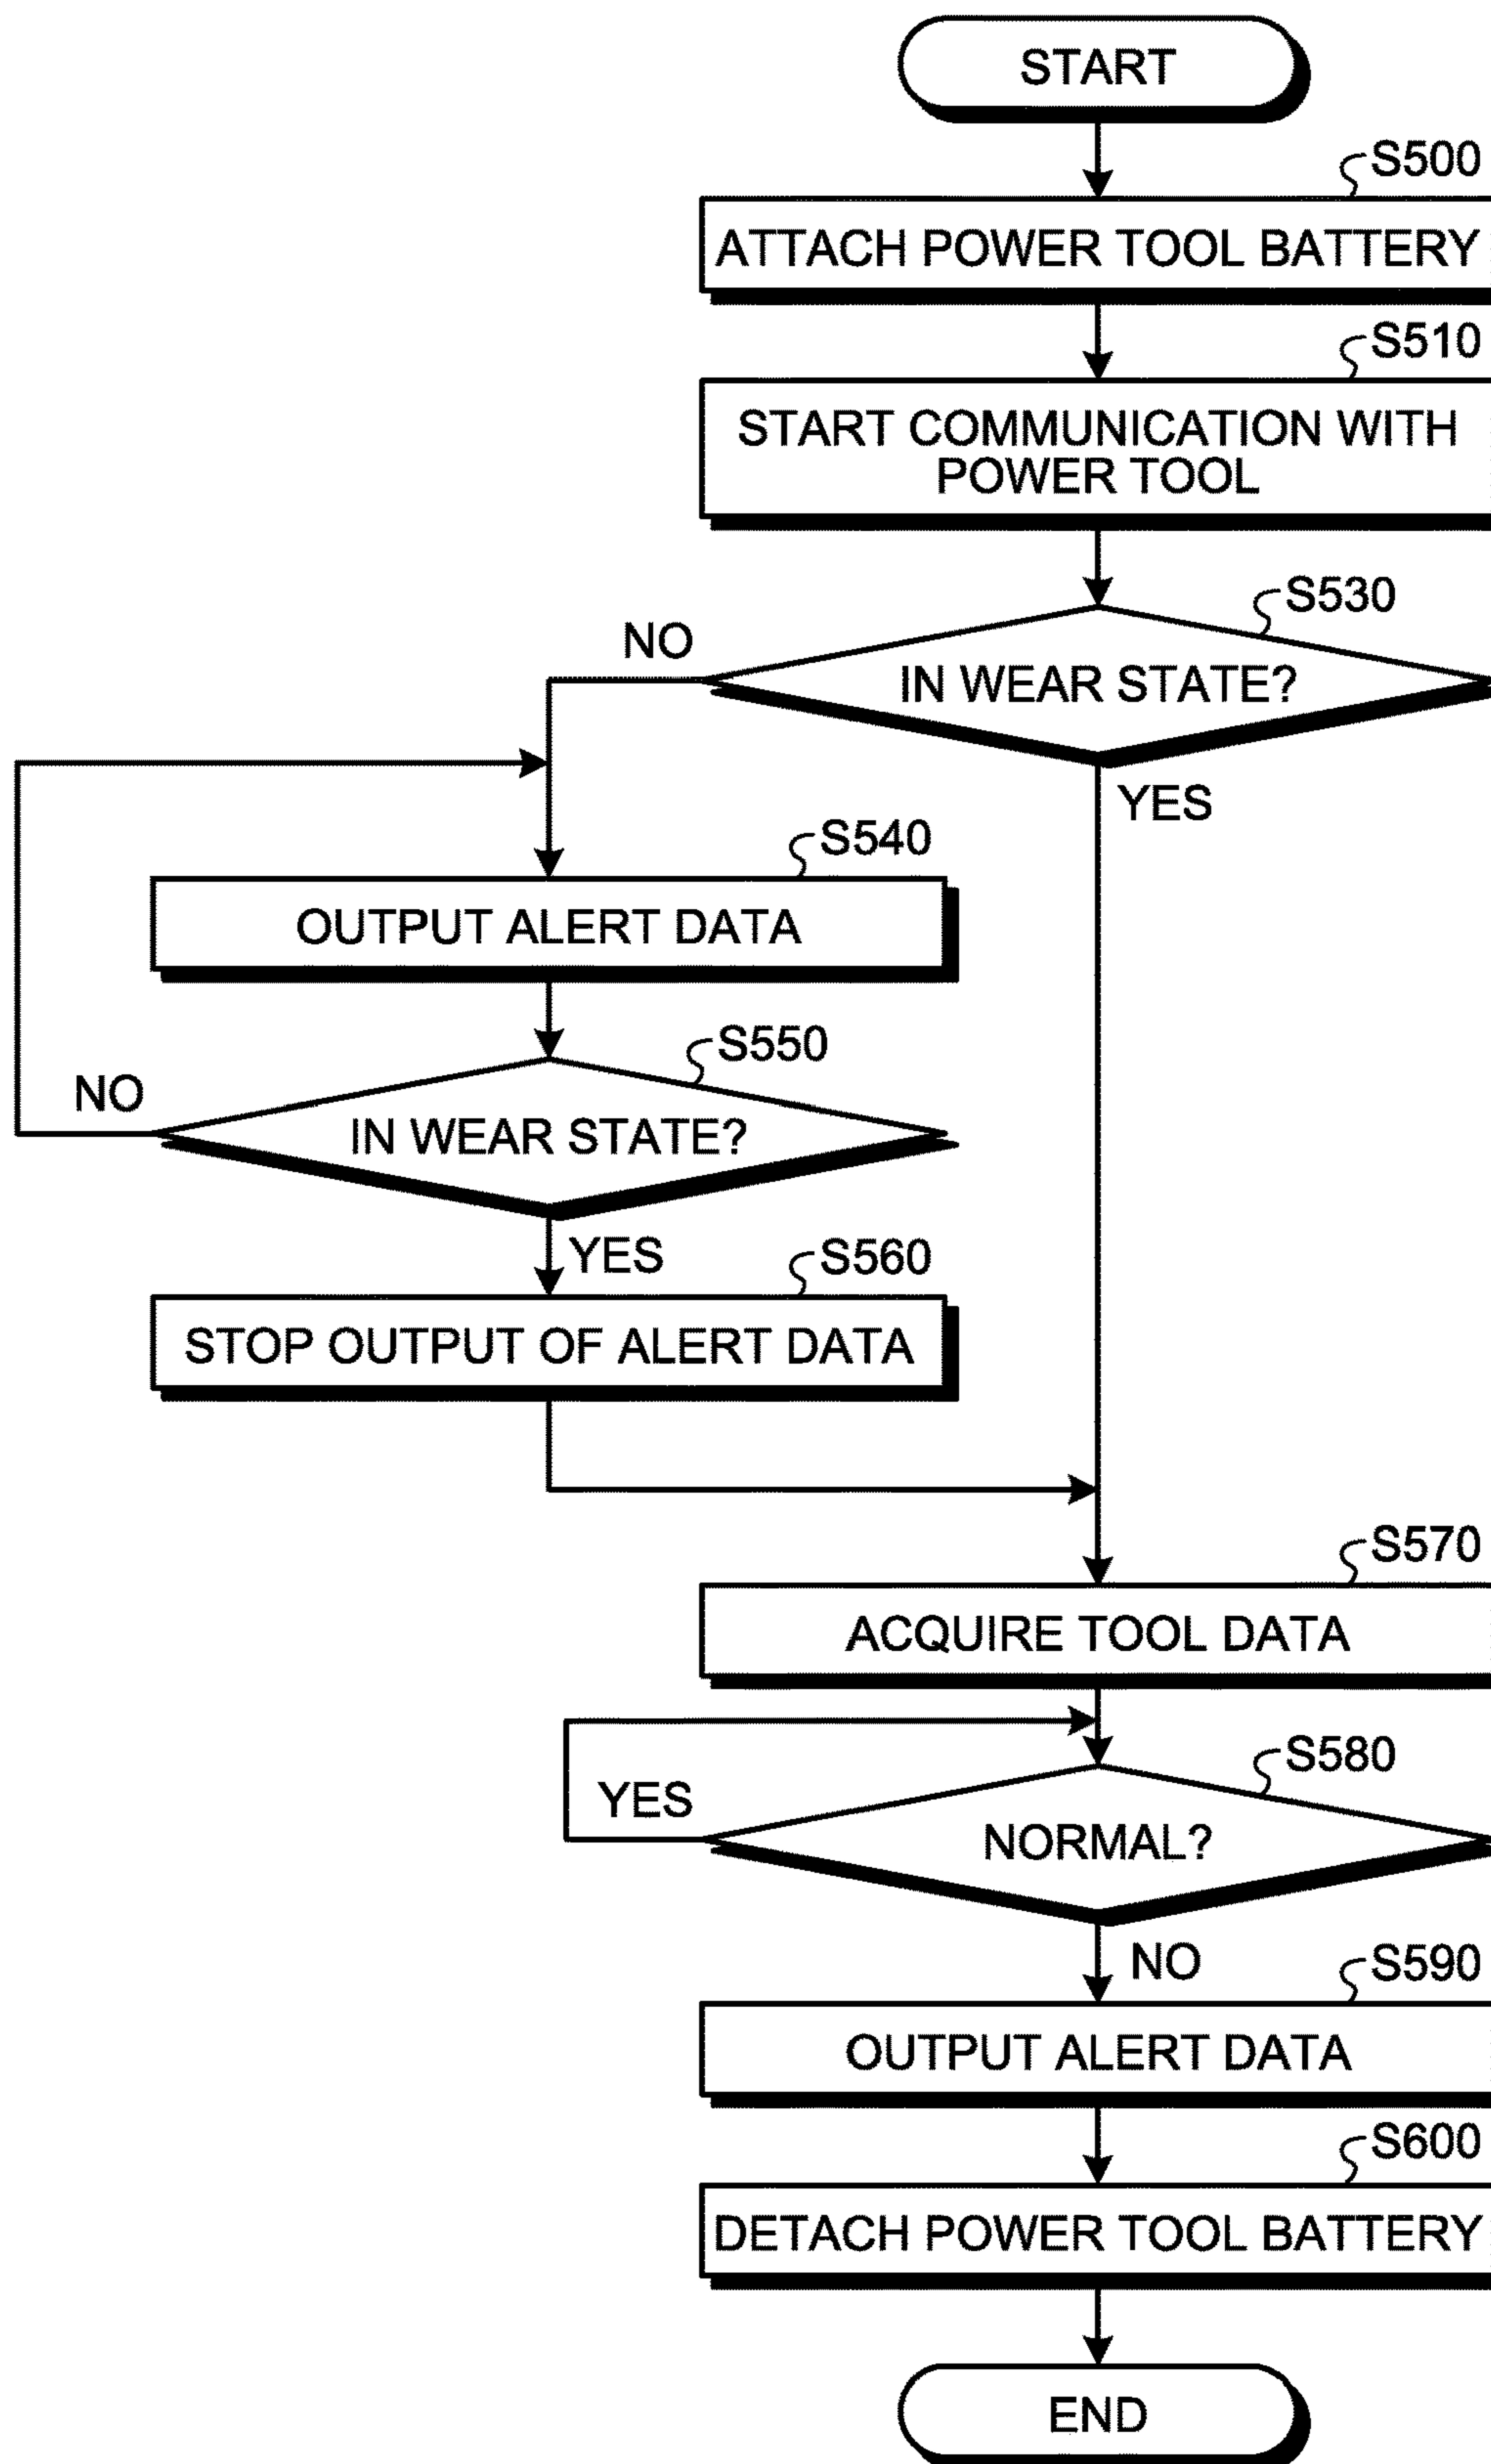 START
S500
ATTACH POWER TOOL BATTERY
S510
START COMMUNICATION WITH
POWER TOOL
S530
NO
IN WEAR STATE?
YES
S540
OUTPUT ALERT DATA
S550
NO
IN WEAR STATE?
YES
S560
STOP OUTPUT OF ALERT DATA
S570
ACQUIRE TOOL DATA
S580
YES
NORMAL?
NO
S590
OUTPUT ALERT DATA
S600
DETACH POWER TOOL BATTERY
END